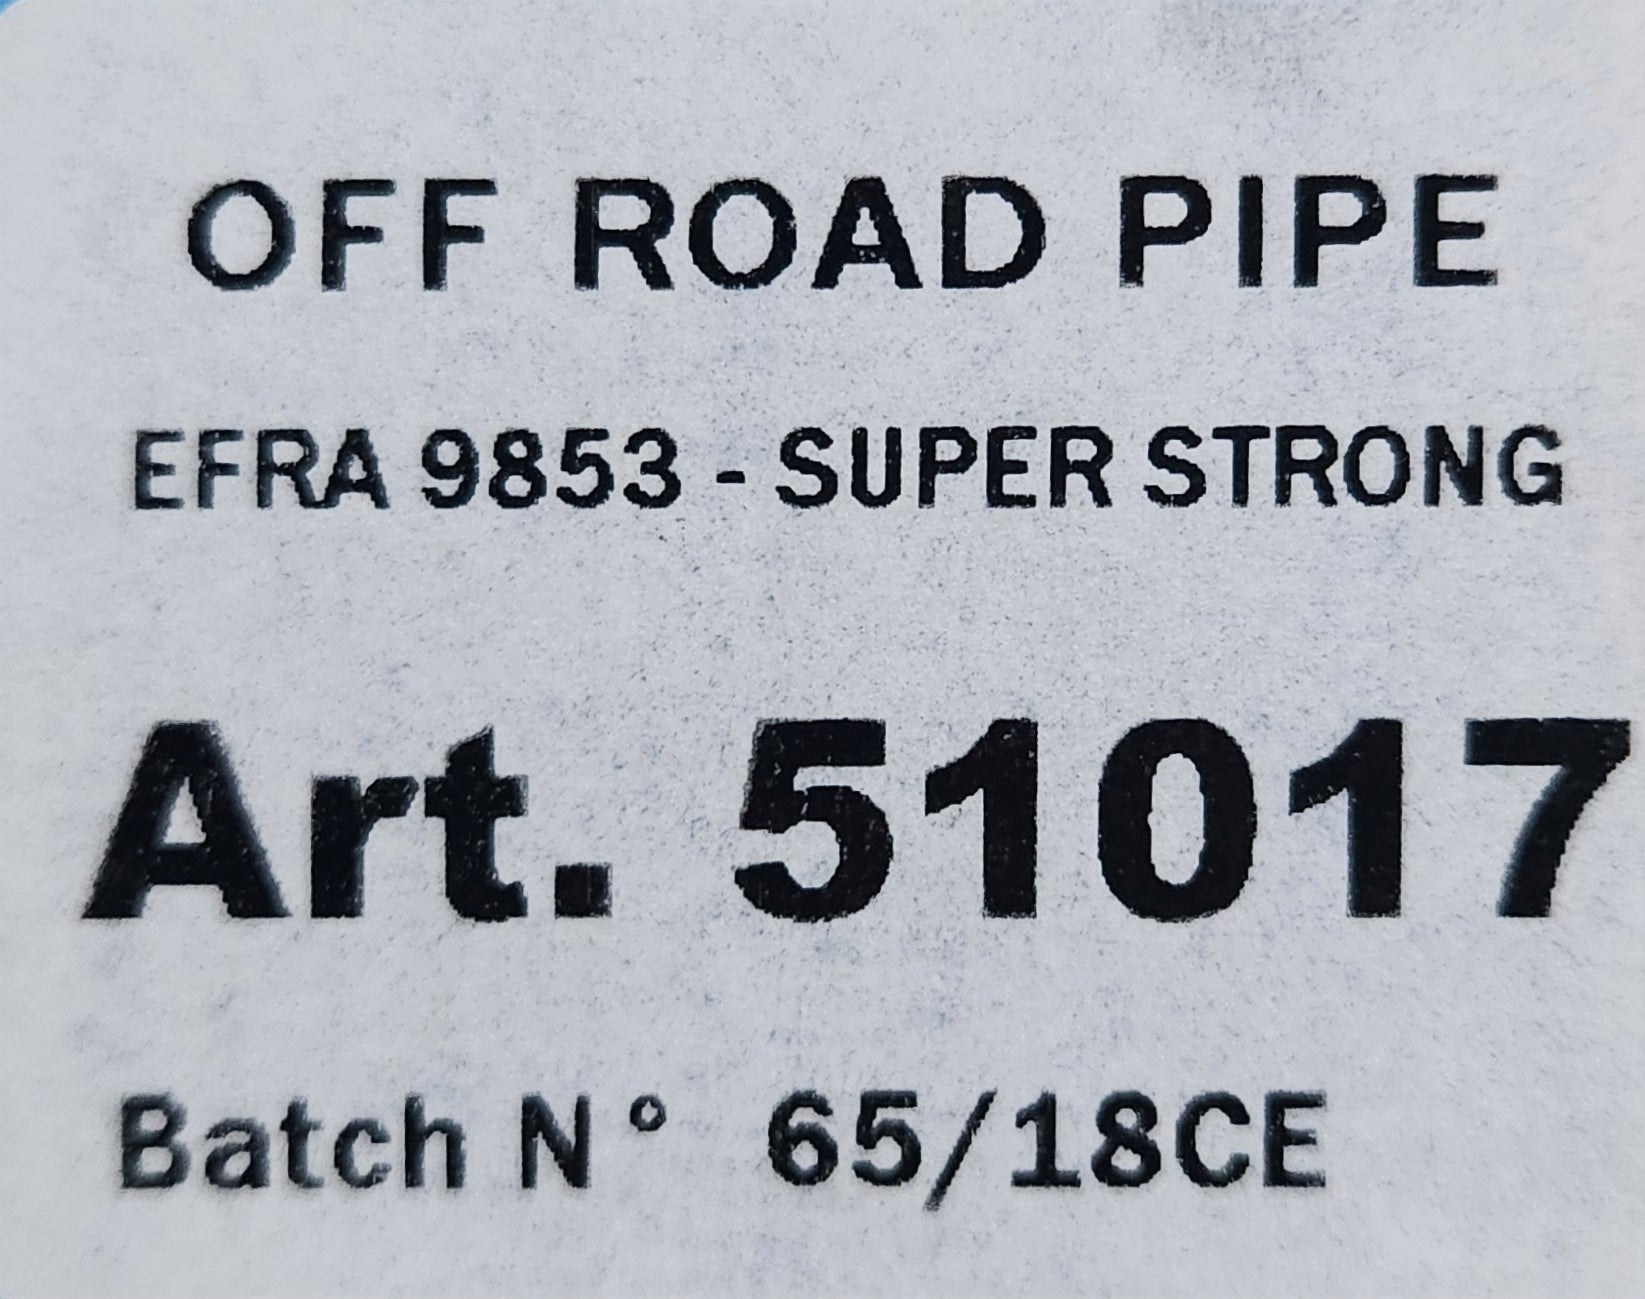 OFF ROAD PIPE
EFRA 9853 - SUPER STRONG
Art. 51017
Batch N° 65/18CE